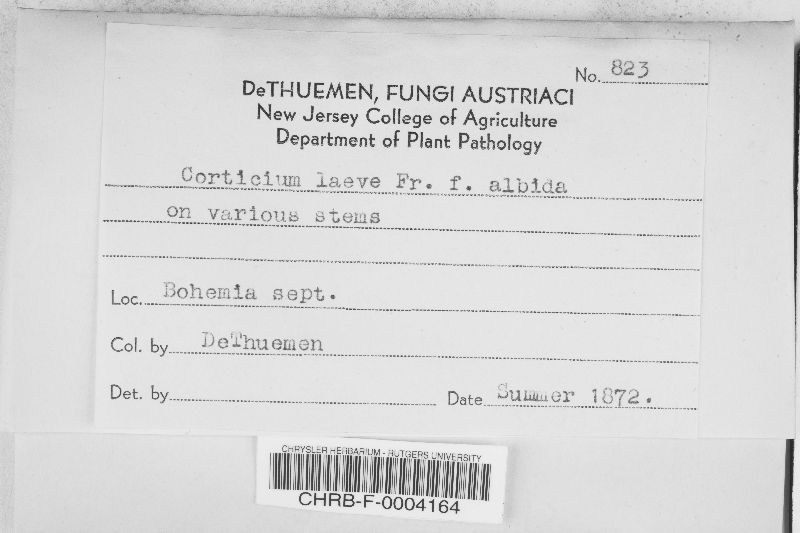 No. 823
DeTHUEMEN, FUNGI AUSTRIACI
New Jersey College of Agriculture
Department of Plant Pathology
Corticium laeve Fr. f. albida
on various stems
Loc. Bohemia sept.
Col. by DeThuemen
Det. by
Date Summer 1872.
CHRYSLER HERBARIUM - RUTGERS UNIVERSITY
CHRB-F-0004164